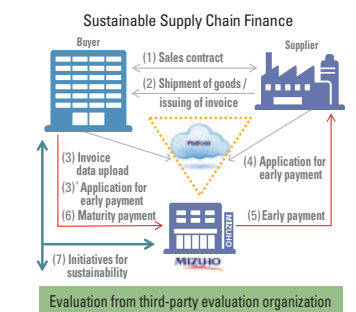 Sustainable Supply Chain Finance
Buyer
Supplier
(1) Sales contract
(2) Shipment of goods /
issuing of invoice
Platform
(3) Invoice
data upload
(3)' Application for
early payment
(6) Maturity payment
(4) Application for
early payment
(5) Early payment
MIZUHO
MIZUHO
(7) Initiatives for
sustainability
Evaluation from third-party evaluation organization